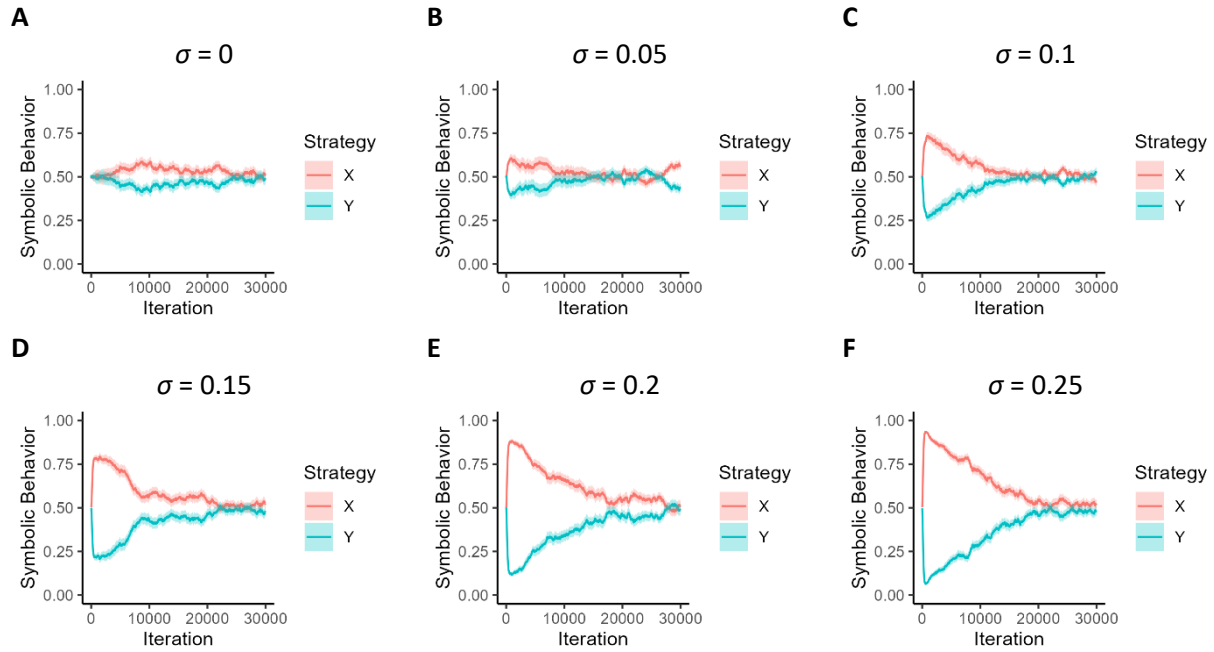 A
σ = 0
Symbolic Behavior
1.00
0.75
0.50
0.25
0.00
0 10000 20000 30000
Iteration
Strategy
X
Y
B
σ = 0.05
Symbolic Behavior
1.00
0.75
0.50
0.25
0.00
0 10000 20000 30000
Iteration
Strategy
X
Y
C
σ = 0.1
Symbolic Behavior
1.00
0.75
0.50
0.25
0.00
0 10000 20000 30000
Iteration
Strategy
X
Y
D
σ = 0.15
Symbolic Behavior
1.00
0.75
0.50
0.25
0.00
0 10000 20000 30000
Iteration
Strategy
X
Y
E
σ = 0.2
Symbolic Behavior
1.00
0.75
0.50
0.25
0.00
0 10000 20000 30000
Iteration
Strategy
X
Y
F
σ = 0.25
Symbolic Behavior
1.00
0.75
0.50
0.25
0.00
0 10000 20000 30000
Iteration
Strategy
X
Y